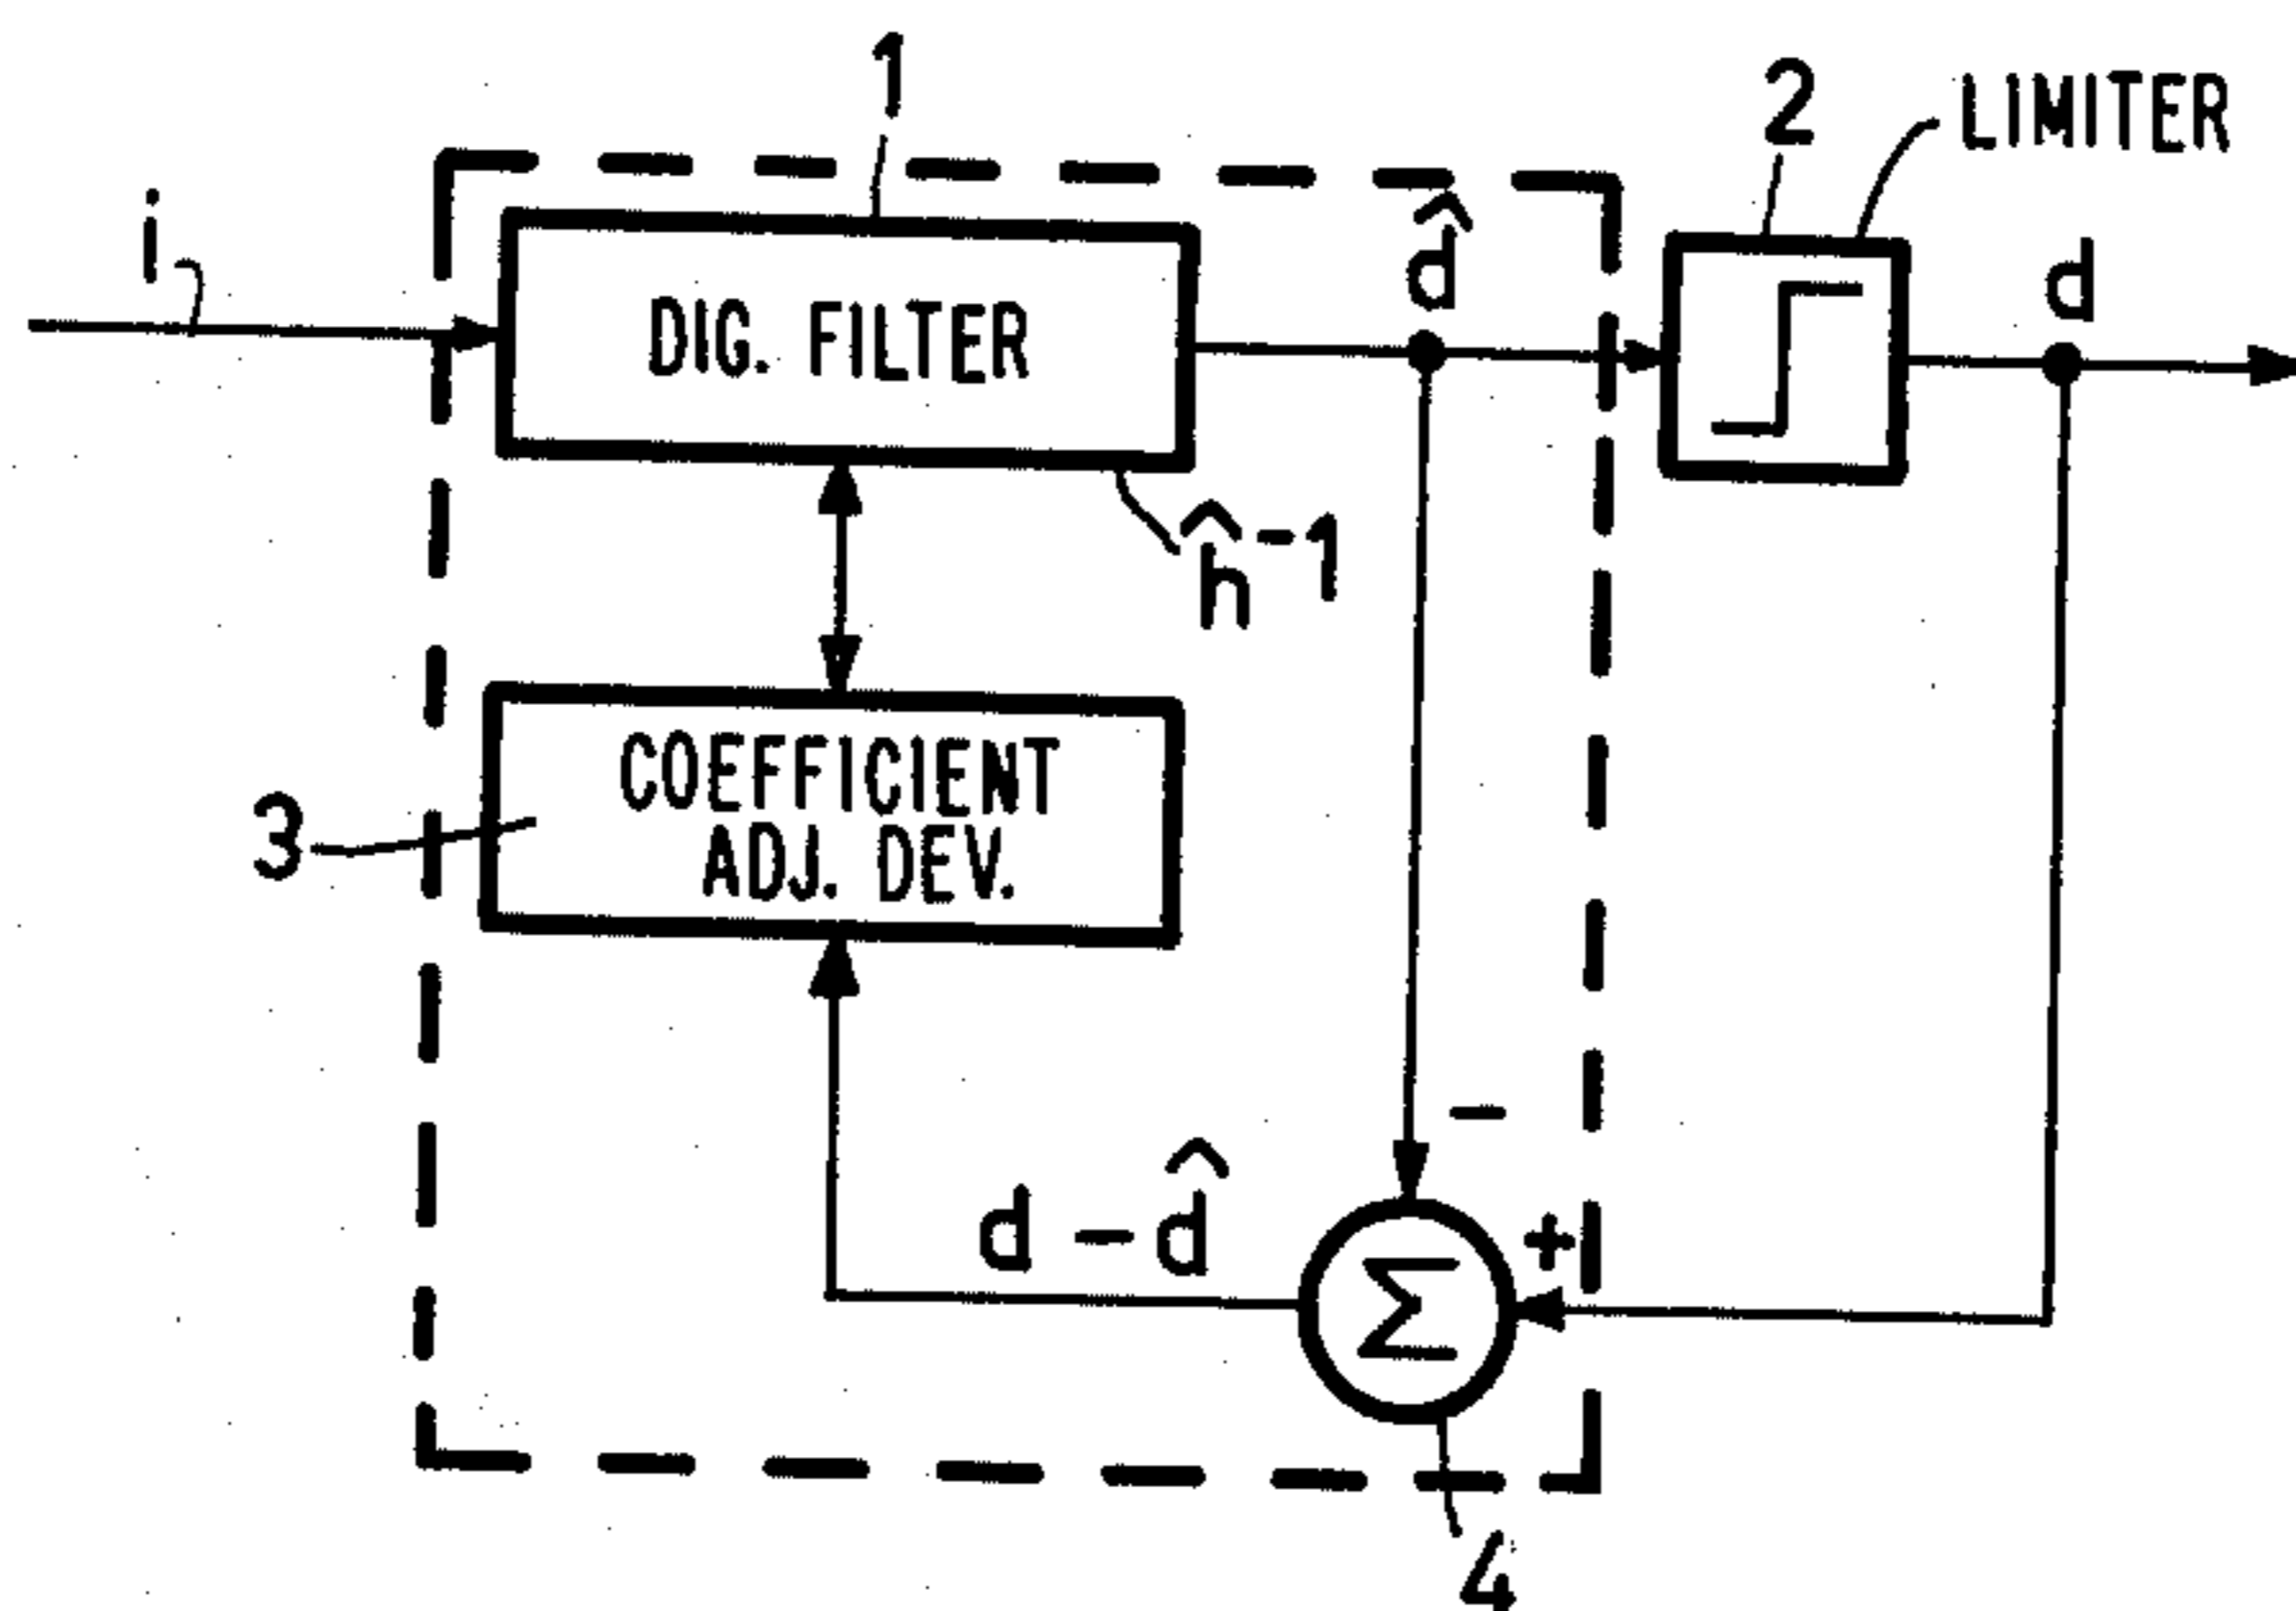 1
2
LIMITER
i
DIG. FILTER
d̂
d
ĥ⁻¹
COEFFICIENT
ADJ. DEV.
3
−
d − d̂
+
Σ
4